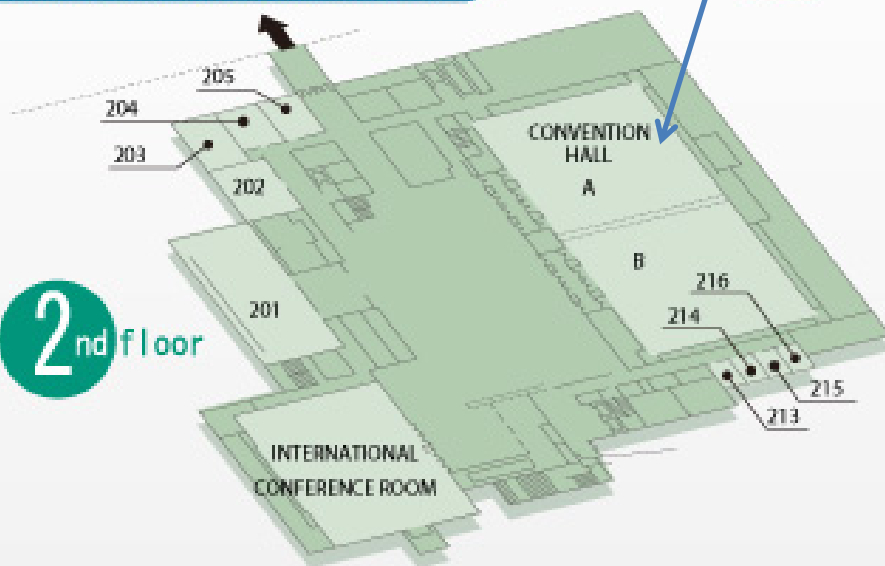 205
204
203
202
201
CONVENTION
HALL
A
B
216
214
215
213
2nd floor
INTERNATIONAL
CONFERENCE ROOM